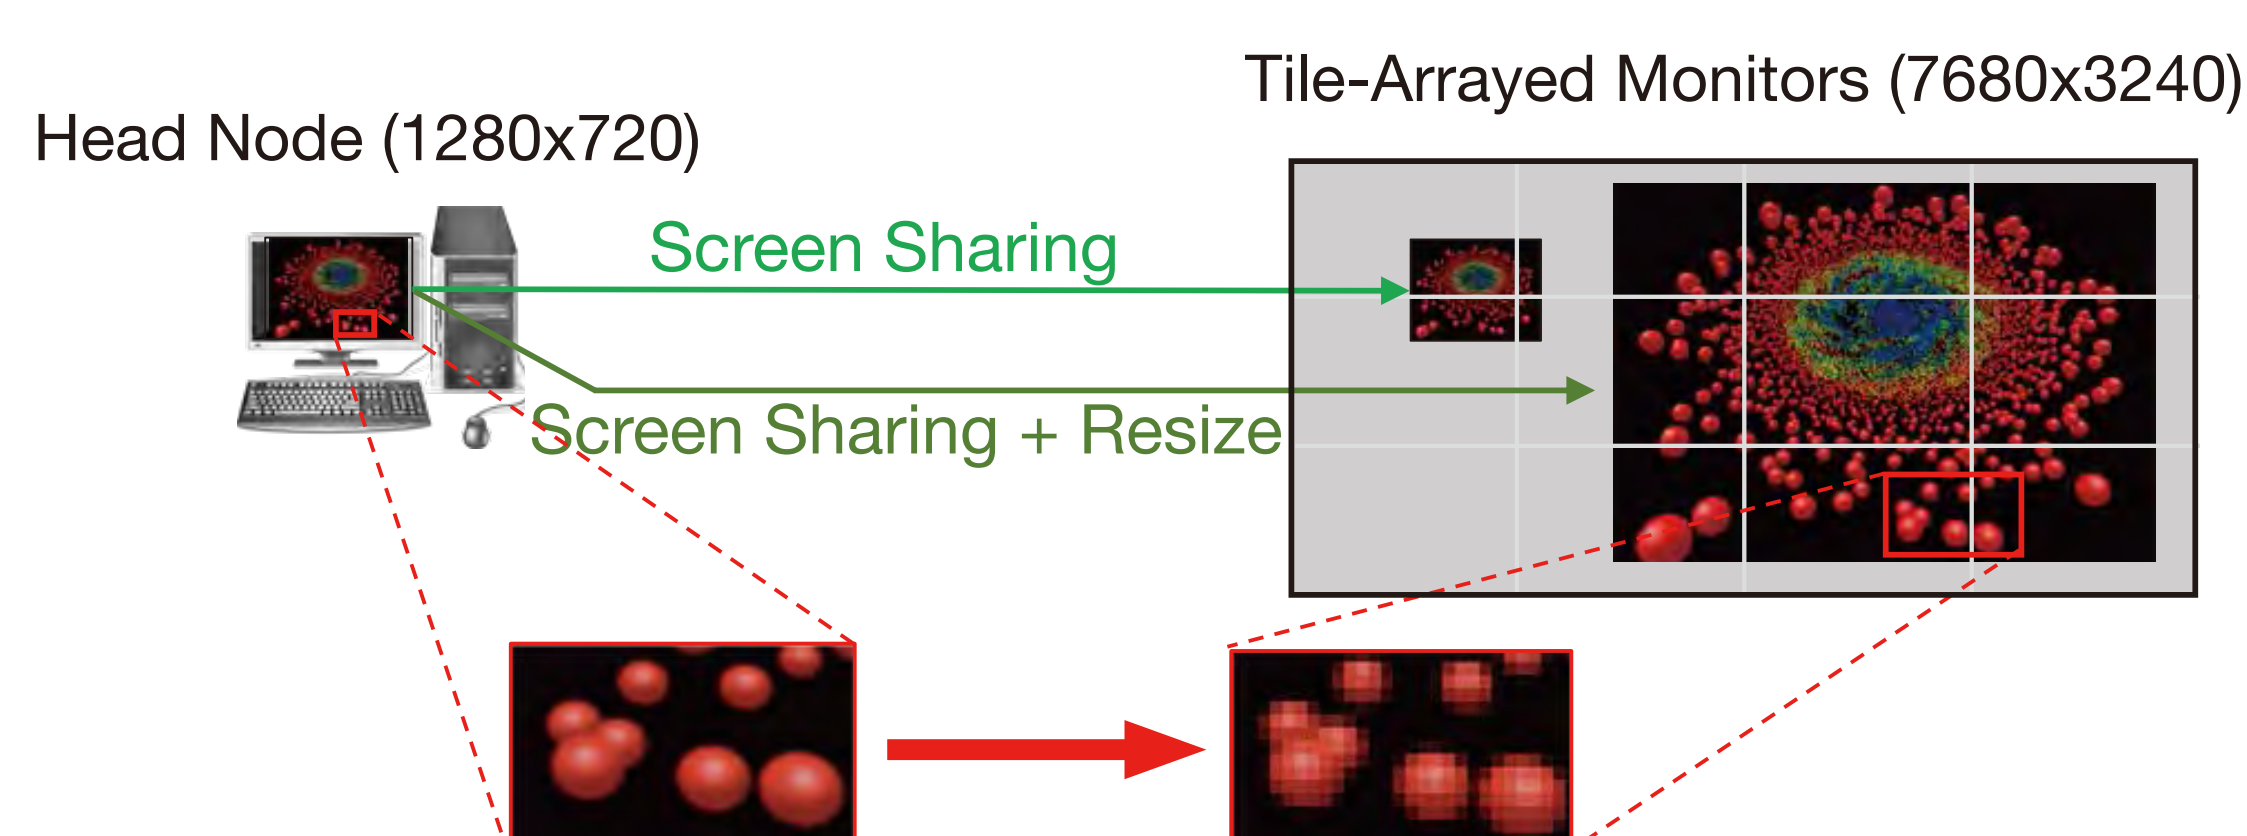 Tile-Arrayed Monitors (7680x3240)
Head Node (1280x720)
Screen Sharing
Screen Sharing + Resize